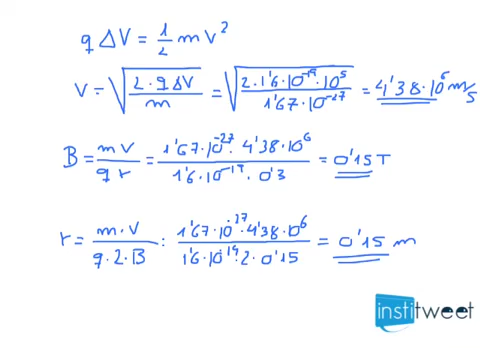 q ΔV = 1/2 m v²
V = √(2·q ΔV / m) = √(2·1'6·10⁻¹⁹·10⁵ / 1'67·10⁻²⁷) = 4'38·10⁶ m/s
B = m v / q r = 1'67·10⁻²⁷·4'38·10⁶ / 1'6·10⁻¹⁹·0'3 = 0'15 T
r = m·v / q·2·B : 1'67·10⁻²⁷·4'38·10⁶ / 1'6·10¹⁹·2·0'15 = 0'15 m
institweet